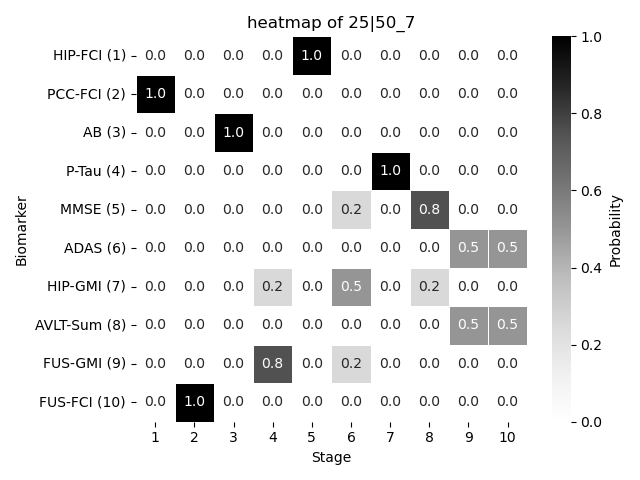 heatmap of 25|50_7
HIP-FCI (1) 0.0 0.0 0.0 0.0 1.0 0.0 0.0 0.0 0.0 0.0
PCC-FCI (2) 1.0 0.0 0.0 0.0 0.0 0.0 0.0 0.0 0.0 0.0
AB (3) 0.0 0.0 1.0 0.0 0.0 0.0 0.0 0.0 0.0 0.0
P-Tau (4) 0.0 0.0 0.0 0.0 0.0 0.0 1.0 0.0 0.0 0.0
MMSE (5) 0.0 0.0 0.0 0.0 0.0 0.2 0.0 0.8 0.0 0.0
ADAS (6) 0.0 0.0 0.0 0.0 0.0 0.0 0.0 0.0 0.5 0.5
HIP-GMI (7) 0.0 0.0 0.0 0.2 0.0 0.5 0.0 0.2 0.0 0.0
AVLT-Sum (8) 0.0 0.0 0.0 0.0 0.0 0.0 0.0 0.0 0.5 0.5
FUS-GMI (9) 0.0 0.0 0.0 0.8 0.0 0.2 0.0 0.0 0.0 0.0
FUS-FCI (10) 0.0 1.0 0.0 0.0 0.0 0.0 0.0 0.0 0.0 0.0
1 2 3 4 5 6 7 8 9 10
Stage
Biomarker
1.0
0.8
0.6
0.4
0.2
0.0
Probability